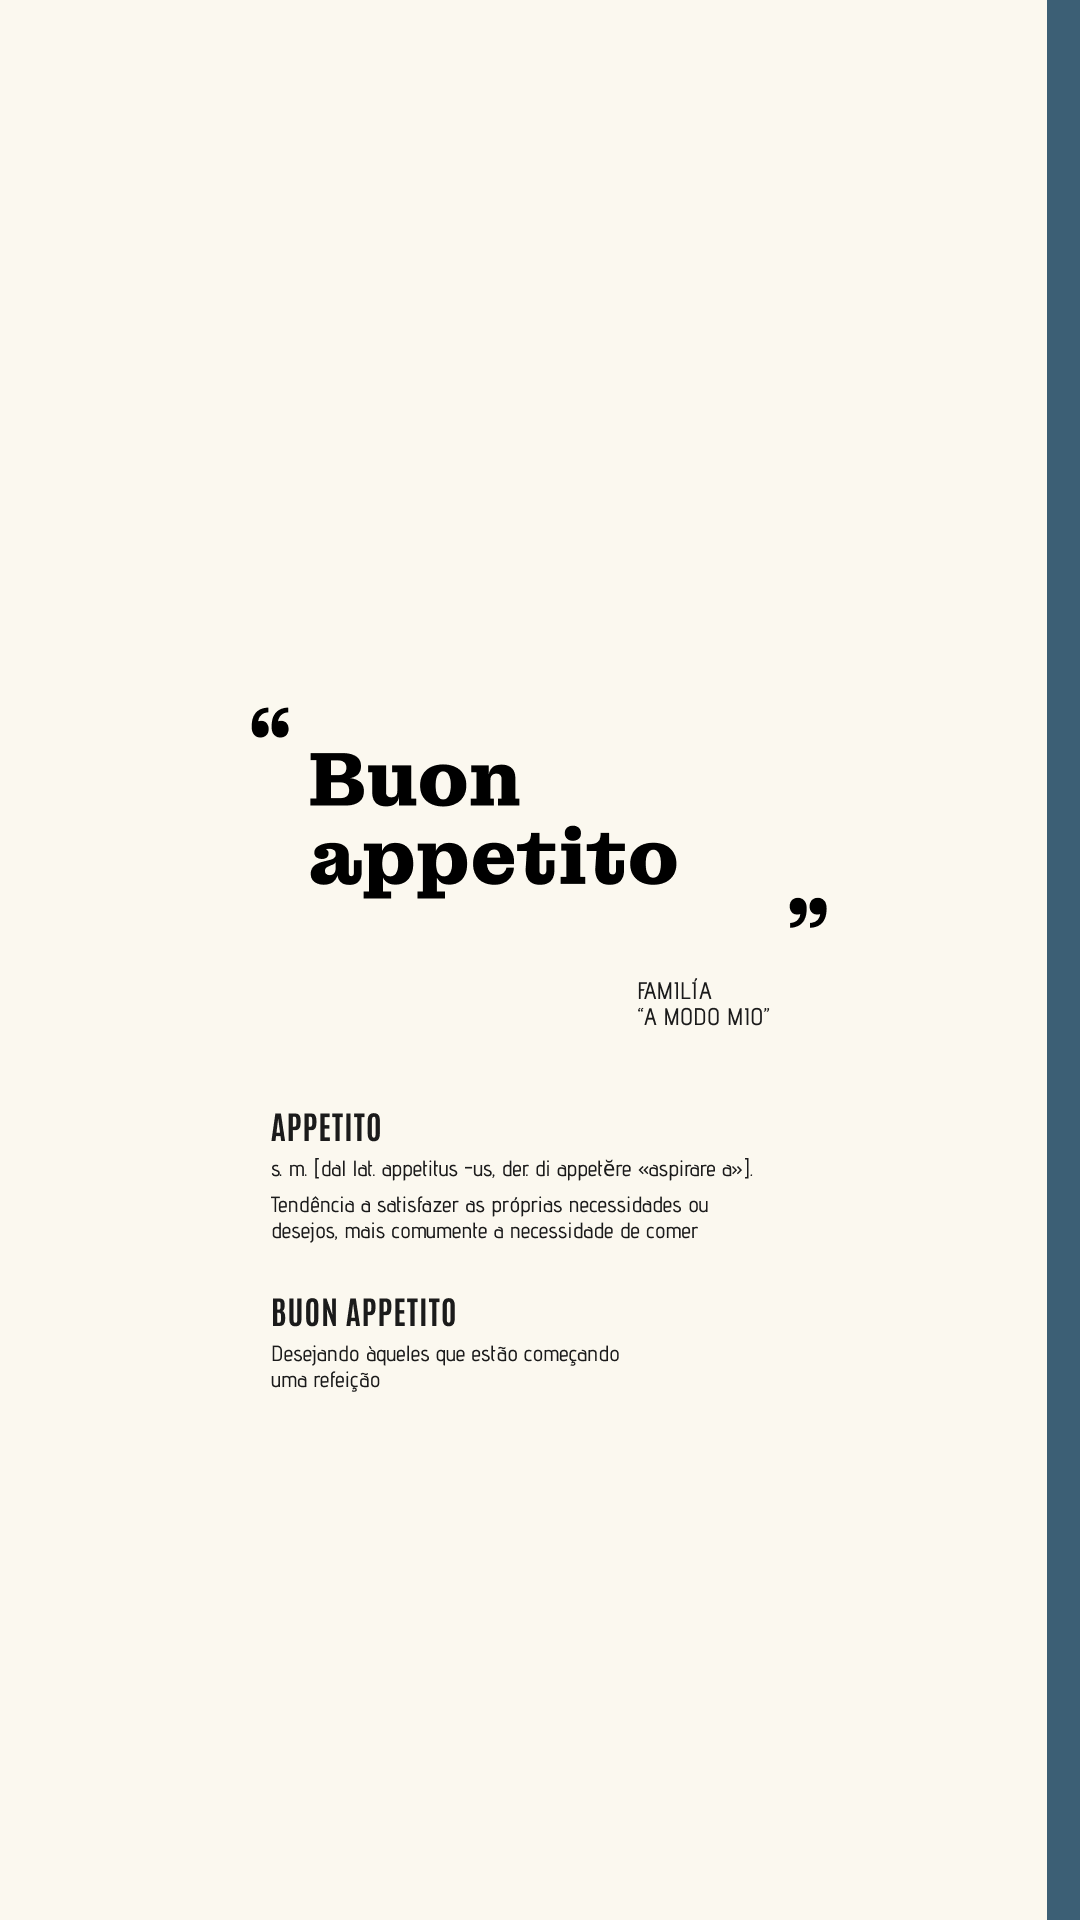 “
Buon
appetito
”
FAMILÍA
“A MODO MIO”
APPETITO
s. m. [dal lat. appetitus -us, der. di appetĕre «aspirare a»].
Tendência a satisfazer as próprias necessidades ou
desejos, mais comumente a necessidade de comer
BUON APPETITO
Desejando àqueles que estão começando
uma refeição